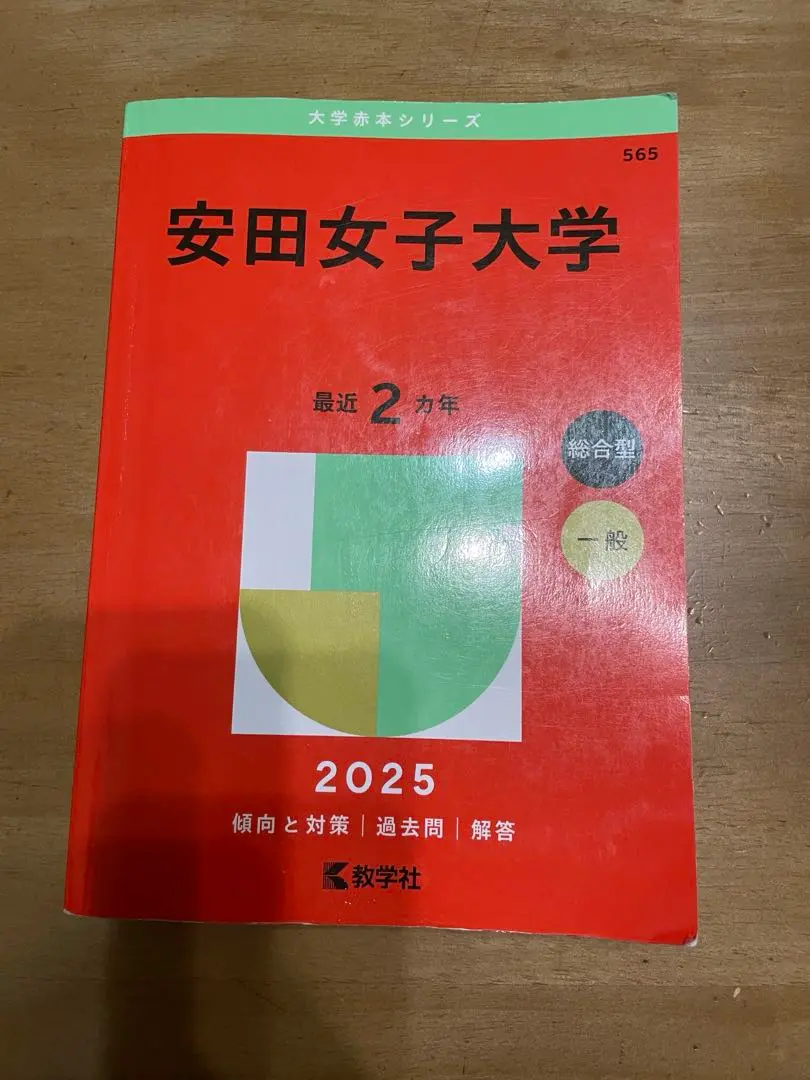 大学赤本シリーズ
565
安田女子大学
最近2カ年
総合型
一般
2025
傾向と対策｜過去問｜解答
教学社